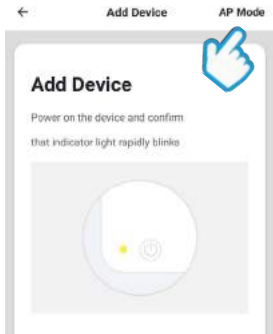 ← Add Device AP Mode
Add Device
Power on the device and confirm
that indicator light rapidly blinks